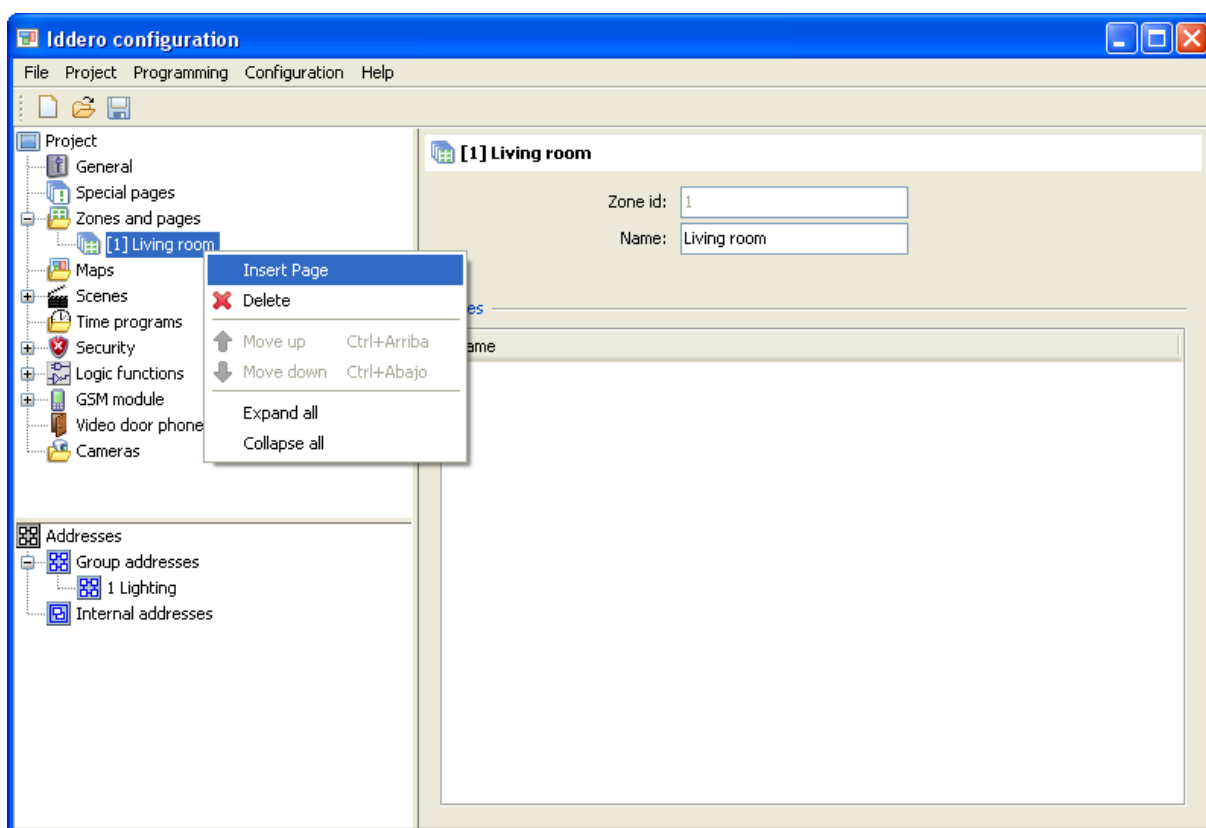 Iddero configuration
File Project Programming Configuration Help
Project
General
Special pages
Zones and pages
[1] Living room
Maps
Scenes
Time programs
Security
Logic functions
GSM module
Video door phone
Cameras
Insert Page
Delete
Move up Ctrl+Arriba
Move down Ctrl+Abajo
Expand all
Collapse all
Addresses
Group addresses
1 Lighting
Internal addresses
[1] Living room
Zone id: 1
Name: Living room
es
ame